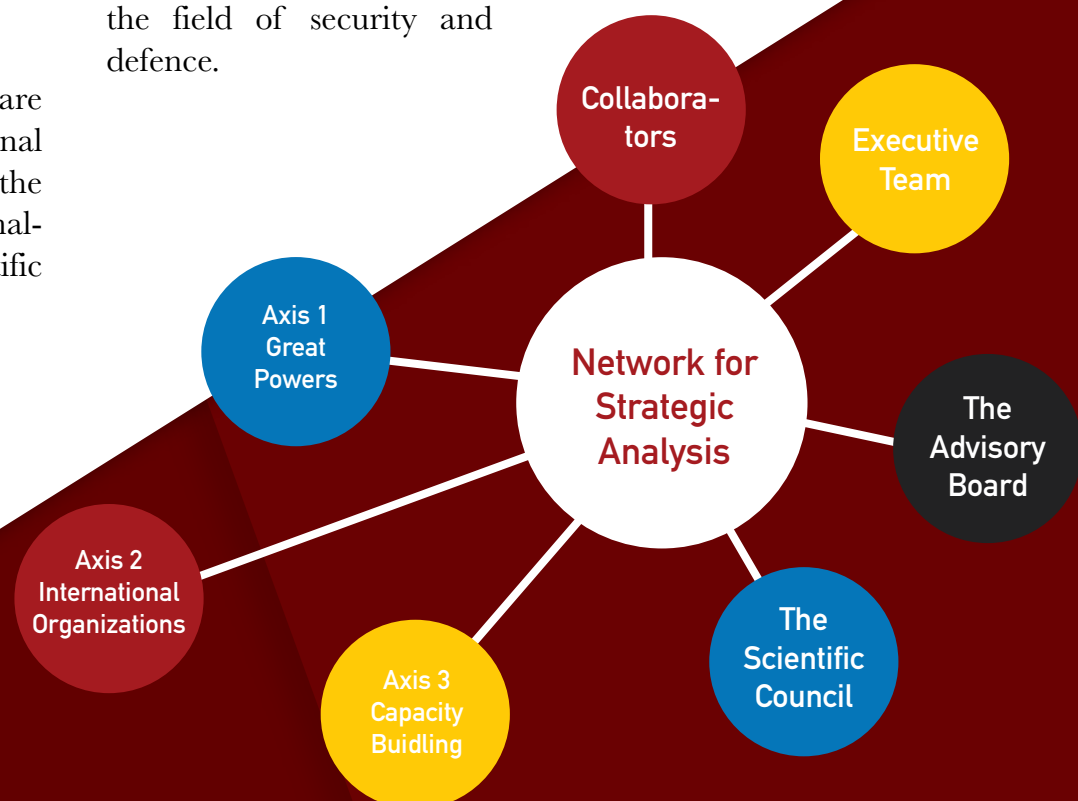 the field of security and
defence.
are
nal
the
nal-
tific
Collabora-
tors
Executive
Team
Axis 1
Great
Powers
Network for
Strategic
Analysis
The
Advisory
Board
Axis 2
International
Organizations
Axis 3
Capacity
Buidling
The
Scientific
Council